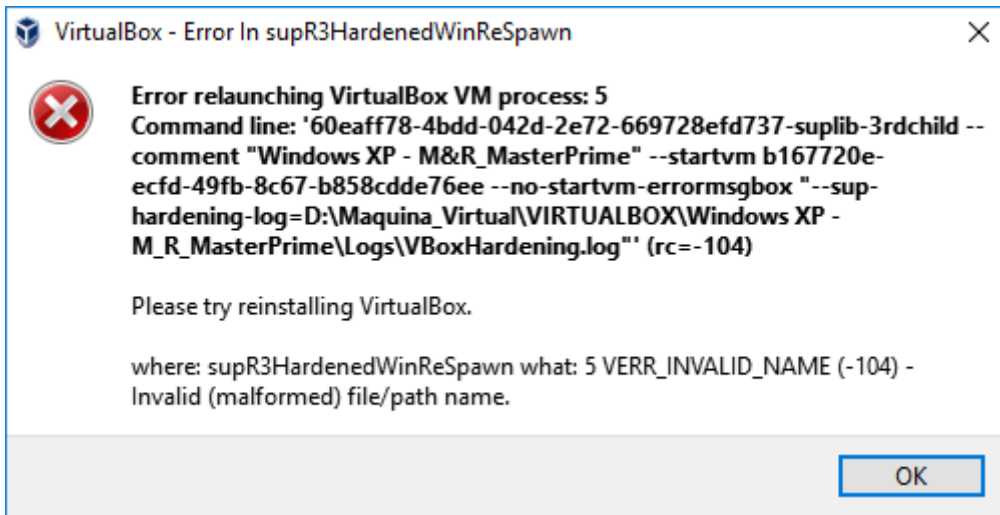 VirtualBox - Error In supR3HardenedWinReSpawn
Error relaunching VirtualBox VM process: 5
Command line: '60eaff78-4bdd-042d-2e72-669728efd737-suplib-3rdchild --
comment "Windows XP - M&R_MasterPrime" --startvm b167720e-
ecfd-49fb-8c67-b858cdde76ee --no-startvm-errormsgbox "--sup-
hardening-log=D:\Maquina_Virtual\VIRTUALBOX\Windows XP -
M_R_MasterPrime\Logs\VBoxHardening.log"' (rc=-104)
Please try reinstalling VirtualBox.
where: supR3HardenedWinReSpawn what: 5 VERR_INVALID_NAME (-104) -
Invalid (malformed) file/path name.
OK